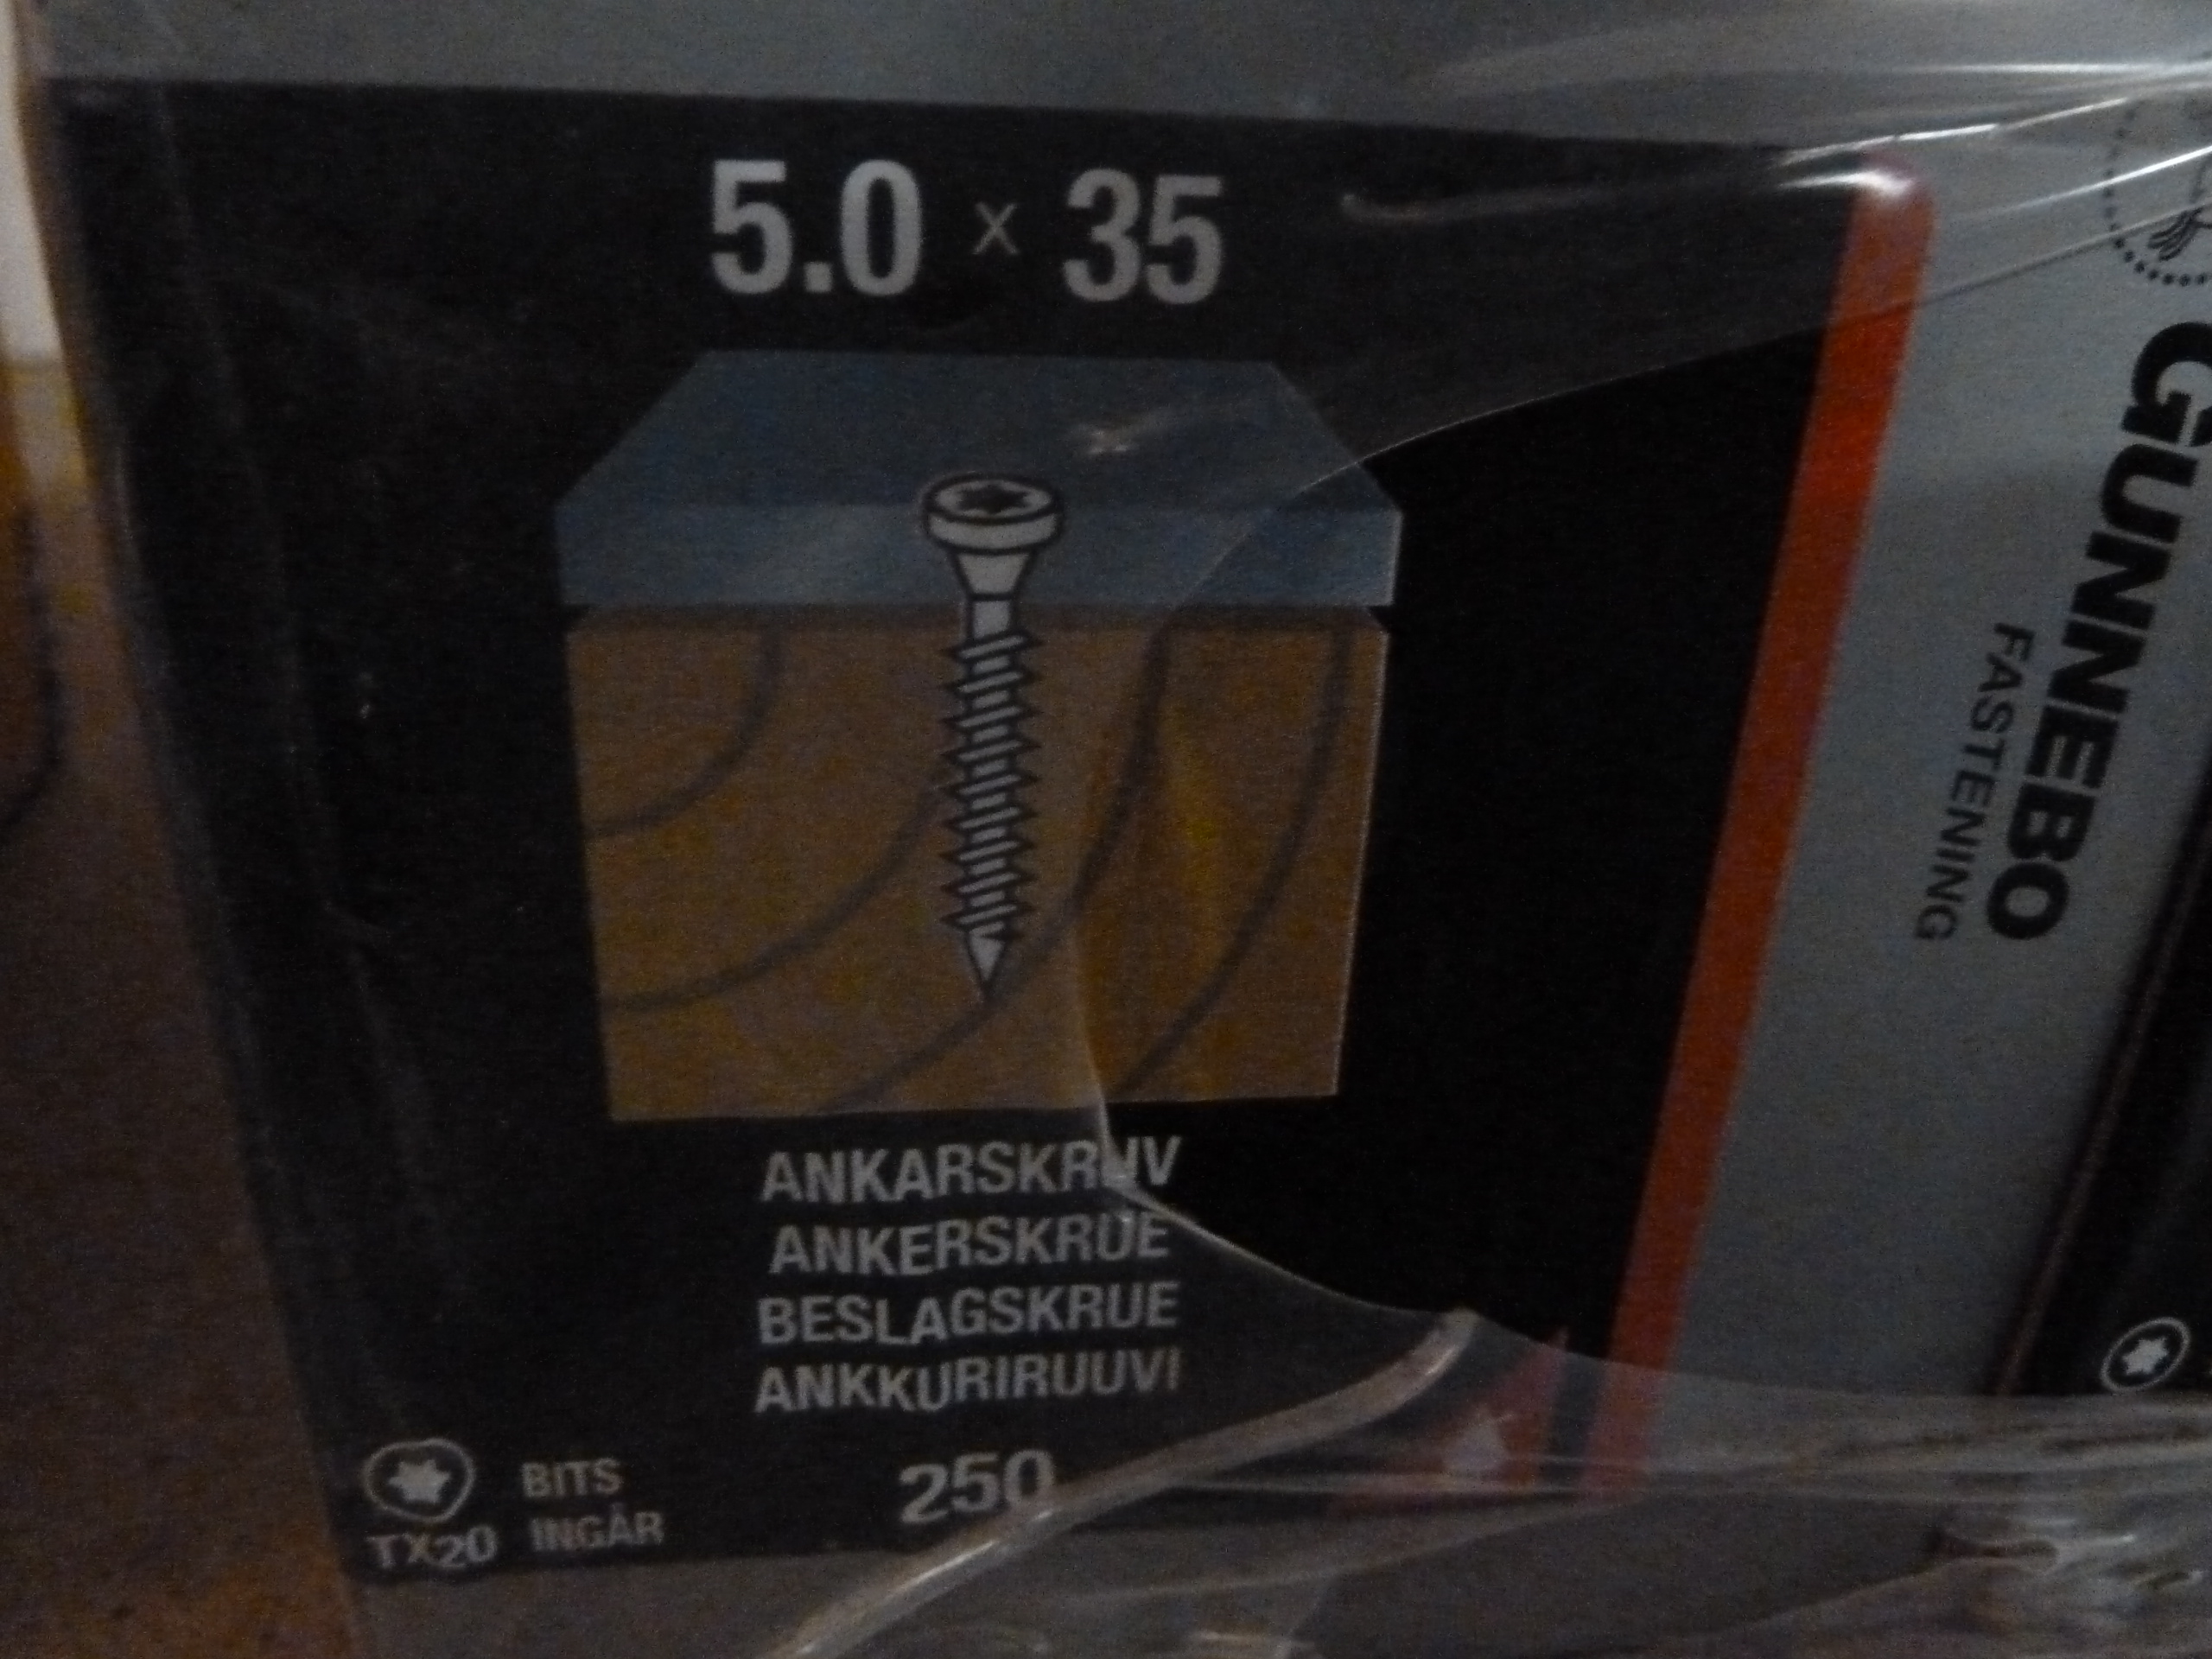 5.0 x 35
ANKARSKRUV
ANKERSKRUE
BESLAGSKRUE
ANKKURIRUUVI
250
BITS
TX20 INGÅR
GUNNEBO
FASTENING